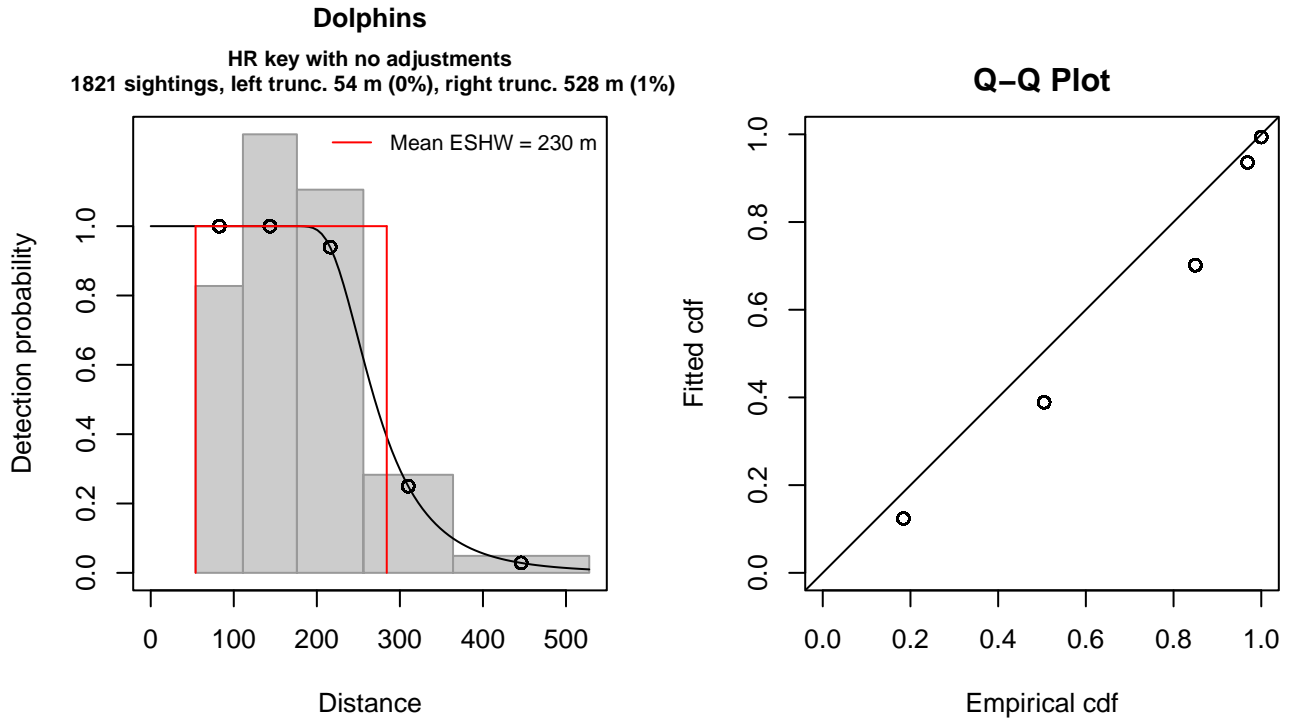 Dolphins
HR key with no adjustments
1821 sightings, left trunc. 54 m (0%), right trunc. 528 m (1%)
Mean ESHW = 230 m
Detection probability
0.0 0.2 0.4 0.6 0.8 1.0
0 100 200 300 400 500
Distance
Q−Q Plot
Fitted cdf
0.0 0.2 0.4 0.6 0.8 1.0
0.0 0.2 0.4 0.6 0.8 1.0
Empirical cdf